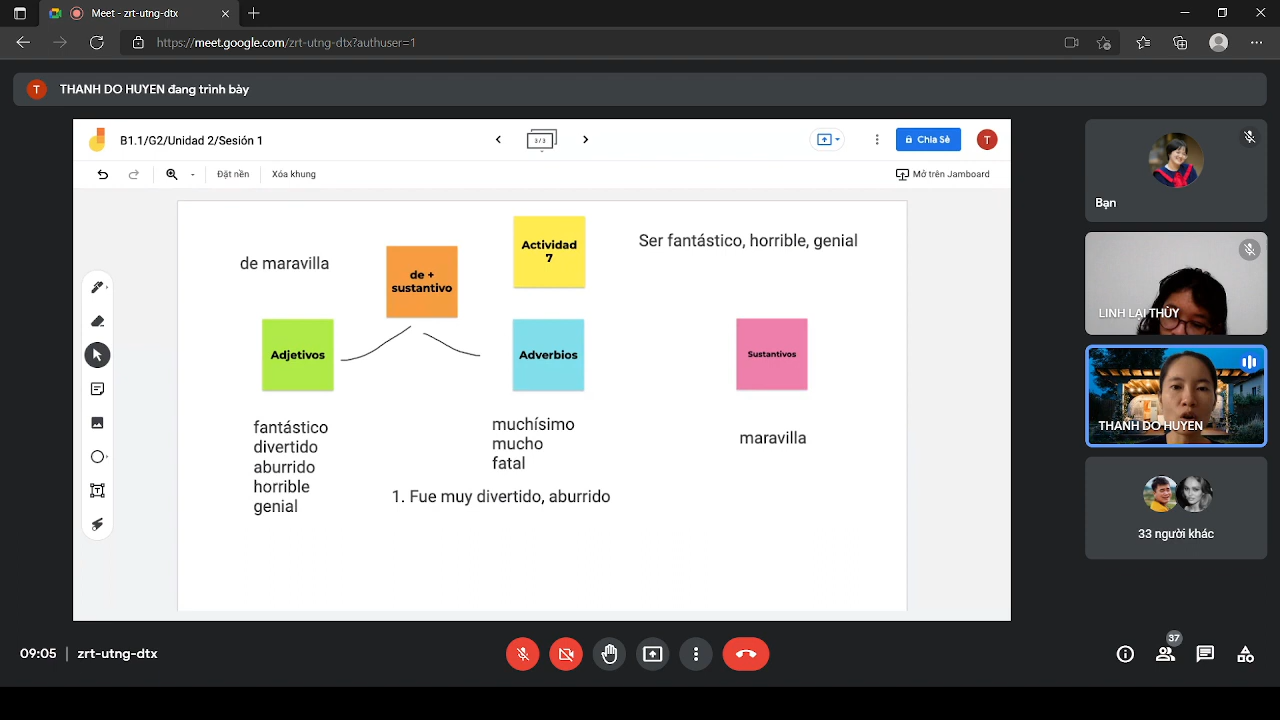 Meet - zrt-utng-dtx
https://meet.google.com/zrt-utng-dtx?authuser=1
T
THANH DO HUYEN đang trình bày
B1.1/G2/Unidad 2/Sesión 1
3 / 3
Chia Sẻ
T
Đặt nền
Xóa khung
Mở trên Jamboard
de maravilla
de +
sustantivo
Actividad
7
Ser fantástico, horrible, genial
Adjetivos
Adverbios
Sustantivos
fantástico
divertido
aburrido
horrible
genial
muchísimo
mucho
fatal
maravilla
1. Fue muy divertido, aburrido
Bạn
LINH LẠI THÙY
THANH DO HUYEN
33 người khác
09:05 | zrt-utng-dtx
37